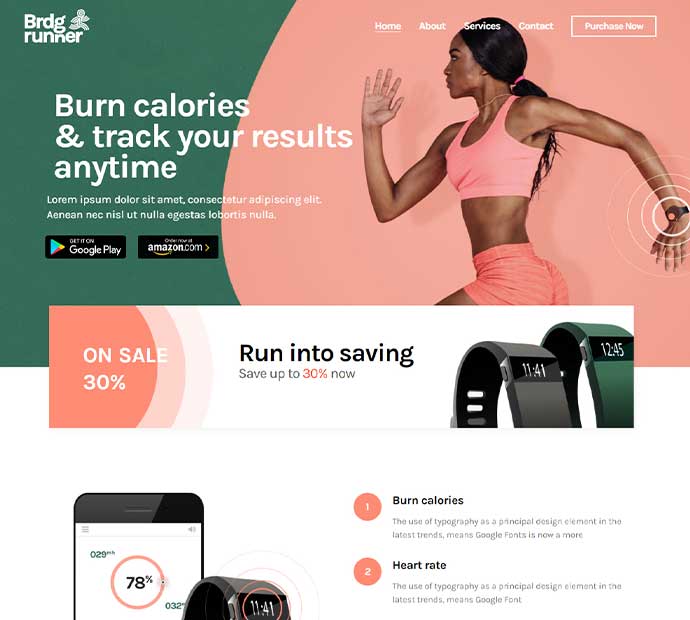 Brdg
runner
Home About Services Contact Purchase Now
Burn calories
& track your results
anytime
Lorem ipsum dolor sit amet, consectetur adipiscing elit.
Aenean nec nisl ut nulla egestas lobortis nulla.
GET IT ON
Google Play
Order now at
amazon.com
ON SALE
30%
Run into saving
Save up to 30% now
11:41
12:45
029mh
78%
032
11:41
1 Burn calories
The use of typography as a principal design element in the
latest trends, means Google Fonts is now a more
2 Heart rate
The use of typography as a principal design element in the
latest trends, means Google Font